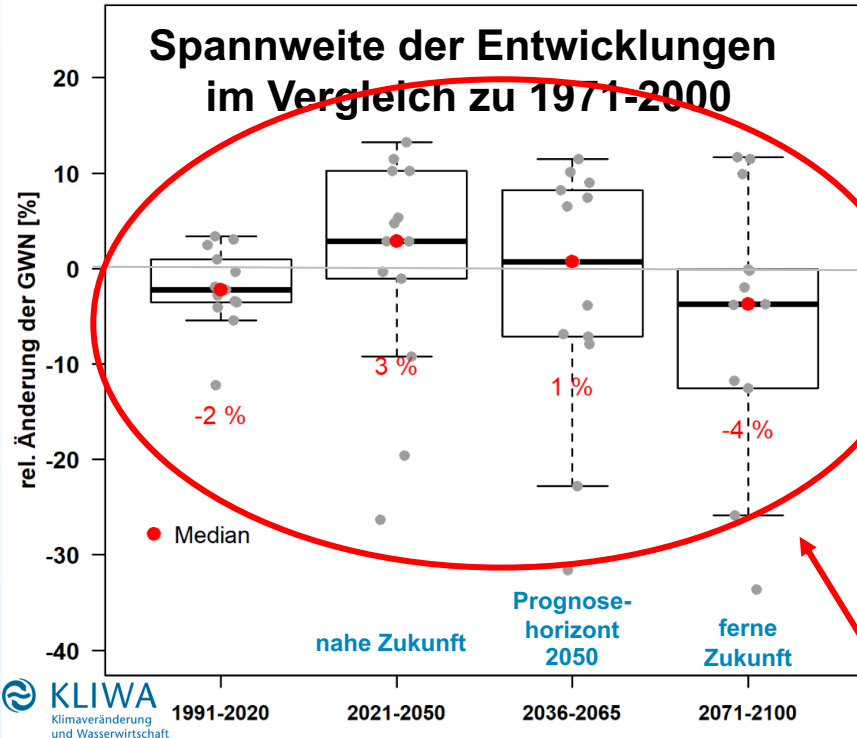 Spannweite der Entwicklungen
im Vergleich zu 1971-2000
rel. Änderung der GWN [%]
20
10
0
-10
-20
-30
-40
-2 %
3 %
1 %
-4 %
Median
nahe Zukunft
Prognose-
horizont
2050
ferne
Zukunft
1991-2020
2021-2050
2036-2065
2071-2100
KLIWA
Klimaveränderung
und Wasserwirtschaft